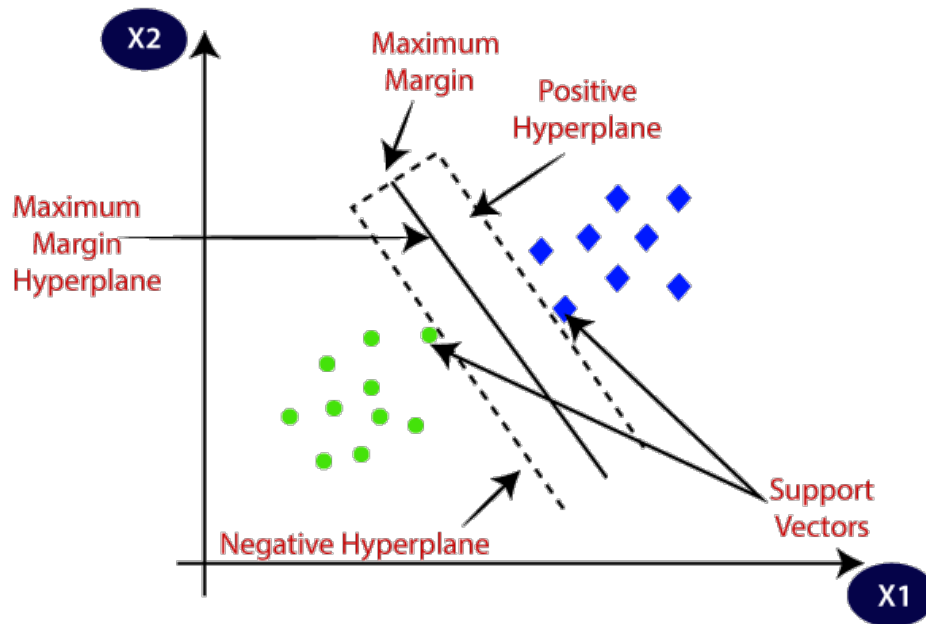 X2
Maximum
Margin
Positive
Hyperplane
Maximum
Margin
Hyperplane
Support
Vectors
Negative Hyperplane
X1